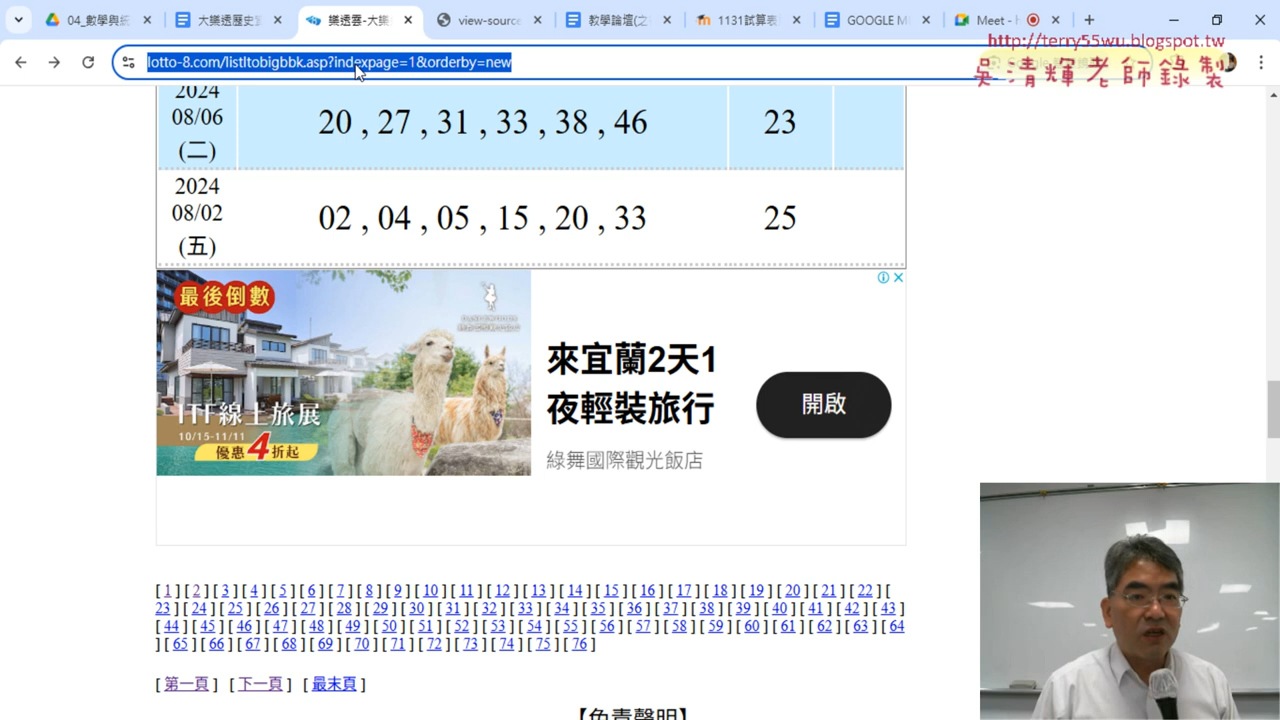 04_數學與統
大樂透歷史資
樂透雲-大樂
view-source
教學論壇(之
1131試算表
GOOGLE M
Meet -
http://terry55wu.blogspot.tw
吳清輝老師錄製
lotto-8.com/listltobigbbk.asp?indexpage=1&orderby=new
2024
08/06
(二)
20 , 27 , 31 , 33 , 38 , 46
23
2024
08/02
(五)
02 , 04 , 05 , 15 , 20 , 33
25
最後倒數
ITF線上旅展
10/15-11/11
優惠4折起
來宜蘭2天1
夜輕裝旅行
綠舞國際觀光飯店
開啟
[ 1 ] [ 2 ] [ 3 ] [ 4 ] [ 5 ] [ 6 ] [ 7 ] [ 8 ] [ 9 ] [ 10 ] [ 11 ] [ 12 ] [ 13 ] [ 14 ] [ 15 ] [ 16 ] [ 17 ] [ 18 ] [ 19 ] [ 20 ] [ 21 ] [ 22 ] [
23 ] [ 24 ] [ 25 ] [ 26 ] [ 27 ] [ 28 ] [ 29 ] [ 30 ] [ 31 ] [ 32 ] [ 33 ] [ 34 ] [ 35 ] [ 36 ] [ 37 ] [ 38 ] [ 39 ] [ 40 ] [ 41 ] [ 42 ] [ 43 ]
[ 44 ] [ 45 ] [ 46 ] [ 47 ] [ 48 ] [ 49 ] [ 50 ] [ 51 ] [ 52 ] [ 53 ] [ 54 ] [ 55 ] [ 56 ] [ 57 ] [ 58 ] [ 59 ] [ 60 ] [ 61 ] [ 62 ] [ 63 ] [ 64
] [ 65 ] [ 66 ] [ 67 ] [ 68 ] [ 69 ] [ 70 ] [ 71 ] [ 72 ] [ 73 ] [ 74 ] [ 75 ] [ 76 ]
[ 第一頁 ] [ 下一頁 ] [ 最末頁 ]
【免責聲明】